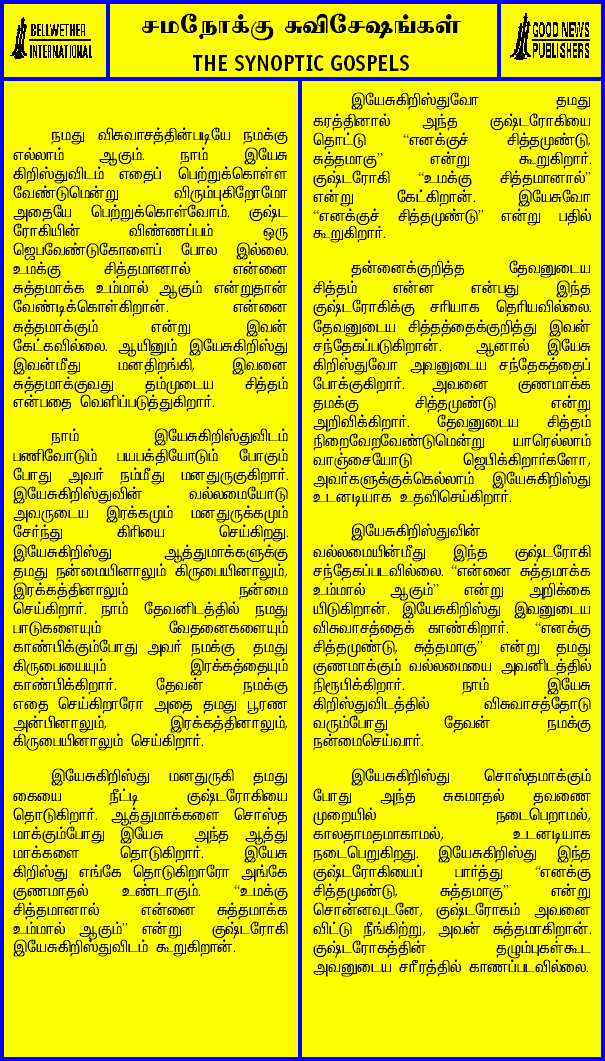 BELLWETHER
INTERNATIONAL
சமநோக்கு சுவிசேஷங்கள்
THE SYNOPTIC GOSPELS
GOOD NEWS
PUBLISHERS
நமது விசுவாசத்தின்படியே நமக்கு
எல்லாம் ஆகும். நாம் இயேசு
கிறிஸ்துவிடம் எதைப் பெற்றுக்கொள்ள
வேண்டுமென்று விரும்புகிறோமோ
அதையே பெற்றுக்கொள்வோம். குஷ்ட
ரோகியின் விண்ணப்பம் ஒரு
ஜெபவேண்டுகோளைப் போல இல்லை.
உமக்கு சித்தமானால் என்னை
சுத்தமாக்க உம்மால் ஆகும் என்றுதான்
வேண்டிக்கொள்கிறான். என்னை
சுத்தமாக்கும் என்று இவன்
கேட்கவில்லை. ஆயினும் இயேசுகிறிஸ்து
இவன்மீது மனதிறங்கி, இவனை
சுத்தமாக்குவது தம்முடைய சித்தம்
என்பதை வெளிப்படுத்துகிறார்.
நாம் இயேசுகிறிஸ்துவிடம்
பணிவோடும் பயபக்தியோடும் போகும்
போது அவர் நம்மீது மனதுருகுகிறார்.
இயேசுகிறிஸ்துவின் வல்லமையோடு
அவருடைய இரக்கமும் மனதுருக்கமும்
சேர்ந்து கிரியை செய்கிறது.
இயேசுகிறிஸ்து ஆத்துமாக்களுக்கு
தமது நன்மையினாலும் கிருபையினாலும்,
இரக்கத்தினாலும் நன்மை
செய்கிறார். நாம் தேவனிடத்தில் நமது
பாடுகளையும் வேதனைகளையும்
காண்பிக்கும்போது அவர் நமக்கு தமது
கிருபையையும் இரக்கத்தையும்
காண்பிக்கிறார். தேவன் நமக்கு
எதை செய்கிறாரோ அதை தமது பூரண
அன்பினாலும், இரக்கத்தினாலும்,
கிருபையினாலும் செய்கிறார்.
இயேசுகிறிஸ்து மனதுருகி தமது
கையை நீட்டி குஷ்டரோகியை
தொடுகிறார். ஆத்துமாக்களை சொஸ்த
மாக்கும்போது இயேசு அந்த ஆத்து
மாக்களை தொடுகிறார். இயேசு
கிறிஸ்து எங்கே தொடுகிறாரோ அங்கே
குணமாதல் உண்டாகும். “உமக்கு
சித்தமானால் என்னை சுத்தமாக்க
உம்மால் ஆகும்” என்று குஷ்டரோகி
இயேசுகிறிஸ்துவிடம் கூறுகிறான்.
இயேசுகிறிஸ்துவோ தமது
கரத்தினால் அந்த குஷ்டரோகியை
தொட்டு “எனக்குச் சித்தமுண்டு,
சுத்தமாகு” என்று கூறுகிறார்.
குஷ்டரோகி “உமக்கு சித்தமானால்”
என்று கேட்கிறான். இயேசுவோ
“எனக்குச் சித்தமுண்டு” என்று பதில்
கூறுகிறார்.
தன்னைக்குறித்த தேவனுடைய
சித்தம் என்ன என்பது இந்த
குஷ்டரோகிக்கு சரியாக தெரியவில்லை.
தேவனுடைய சித்தத்தைக்குறித்து இவன்
சந்தேகப்படுகிறான். ஆனால் இயேசு
கிறிஸ்துவோ அவனுடைய சந்தேகத்தைப்
போக்குகிறார். அவனை குணமாக்க
தமக்கு சித்தமுண்டு என்று
அறிவிக்கிறார். தேவனுடைய சித்தம்
நிறைவேறவேண்டுமென்று யாரெல்லாம்
வாஞ்சையோடு ஜெபிக்கிறார்களோ,
அவர்களுக்குக்கெல்லாம் இயேசுகிறிஸ்து
உடனடியாக உதவிசெய்கிறார்.
இயேசுகிறிஸ்துவின்
வல்லமையின்மீது இந்த குஷ்டரோகி
சந்தேகப்படவில்லை. “என்னை சுத்தமாக்க
உம்மால் ஆகும்” என்று அறிக்கை
யிடுகிறான். இயேசுகிறிஸ்து இவனுடைய
விசுவாசத்தைக் காண்கிறார். “எனக்கு
சித்தமுண்டு, சுத்தமாகு” என்று தமது
குணமாக்கும் வல்லமையை அவனிடத்தில்
நிரூபிக்கிறார். நாம் இயேசு
கிறிஸ்துவிடத்தில் விசுவாசத்தோடு
வரும்போது தேவன் நமக்கு
நன்மைசெய்வார்.
இயேசுகிறிஸ்து சொஸ்தமாக்கும்
போது அந்த சுகமாதல் தவணை
முறையில் நடைபெறாமல்,
காலதாமதமாகாமல், உடனடியாக
நடைபெறுகிறது. இயேசுகிறிஸ்து இந்த
குஷ்டரோகியைப் பார்த்து “எனக்கு
சித்தமுண்டு, சுத்தமாகு” என்று
சொன்னவுடனே, குஷ்டரோகம் அவனை
விட்டு நீங்கிற்று, அவன் சுத்தமாகிறான்.
குஷ்டரோகத்தின் தழும்புகள்கூட
அவனுடைய சரீரத்தில் காணப்படவில்லை.